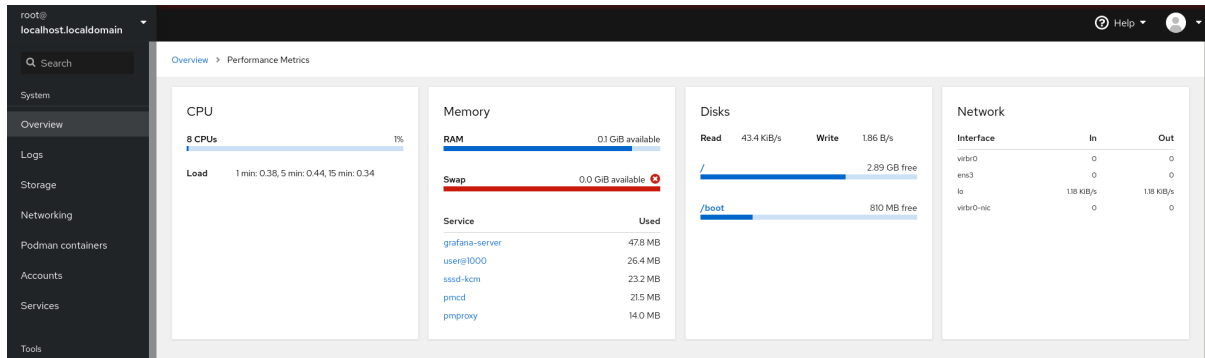 root@
localhost.localdomain
Help
Search
System
Overview
Logs
Storage
Networking
Podman containers
Accounts
Services
Tools
Overview > Performance Metrics
CPU
8 CPUs 1%
Load 1 min: 0.38, 5 min: 0.44, 15 min: 0.34
Memory
RAM 0.1 GiB available
Swap 0.0 GiB available
Service Used
grafana-server 47.8 MB
user@1000 26.4 MB
sssd-kcm 23.2 MB
pmcd 21.5 MB
pmproxy 14.0 MB
Disks
Read 43.4 KiB/s Write 1.86 B/s
/ 2.89 GB free
/boot 810 MB free
Network
Interface In Out
virbr0 0 0
ens3 0 0
lo 1.18 KiB/s 1.18 KiB/s
virbr0-nic 0 0